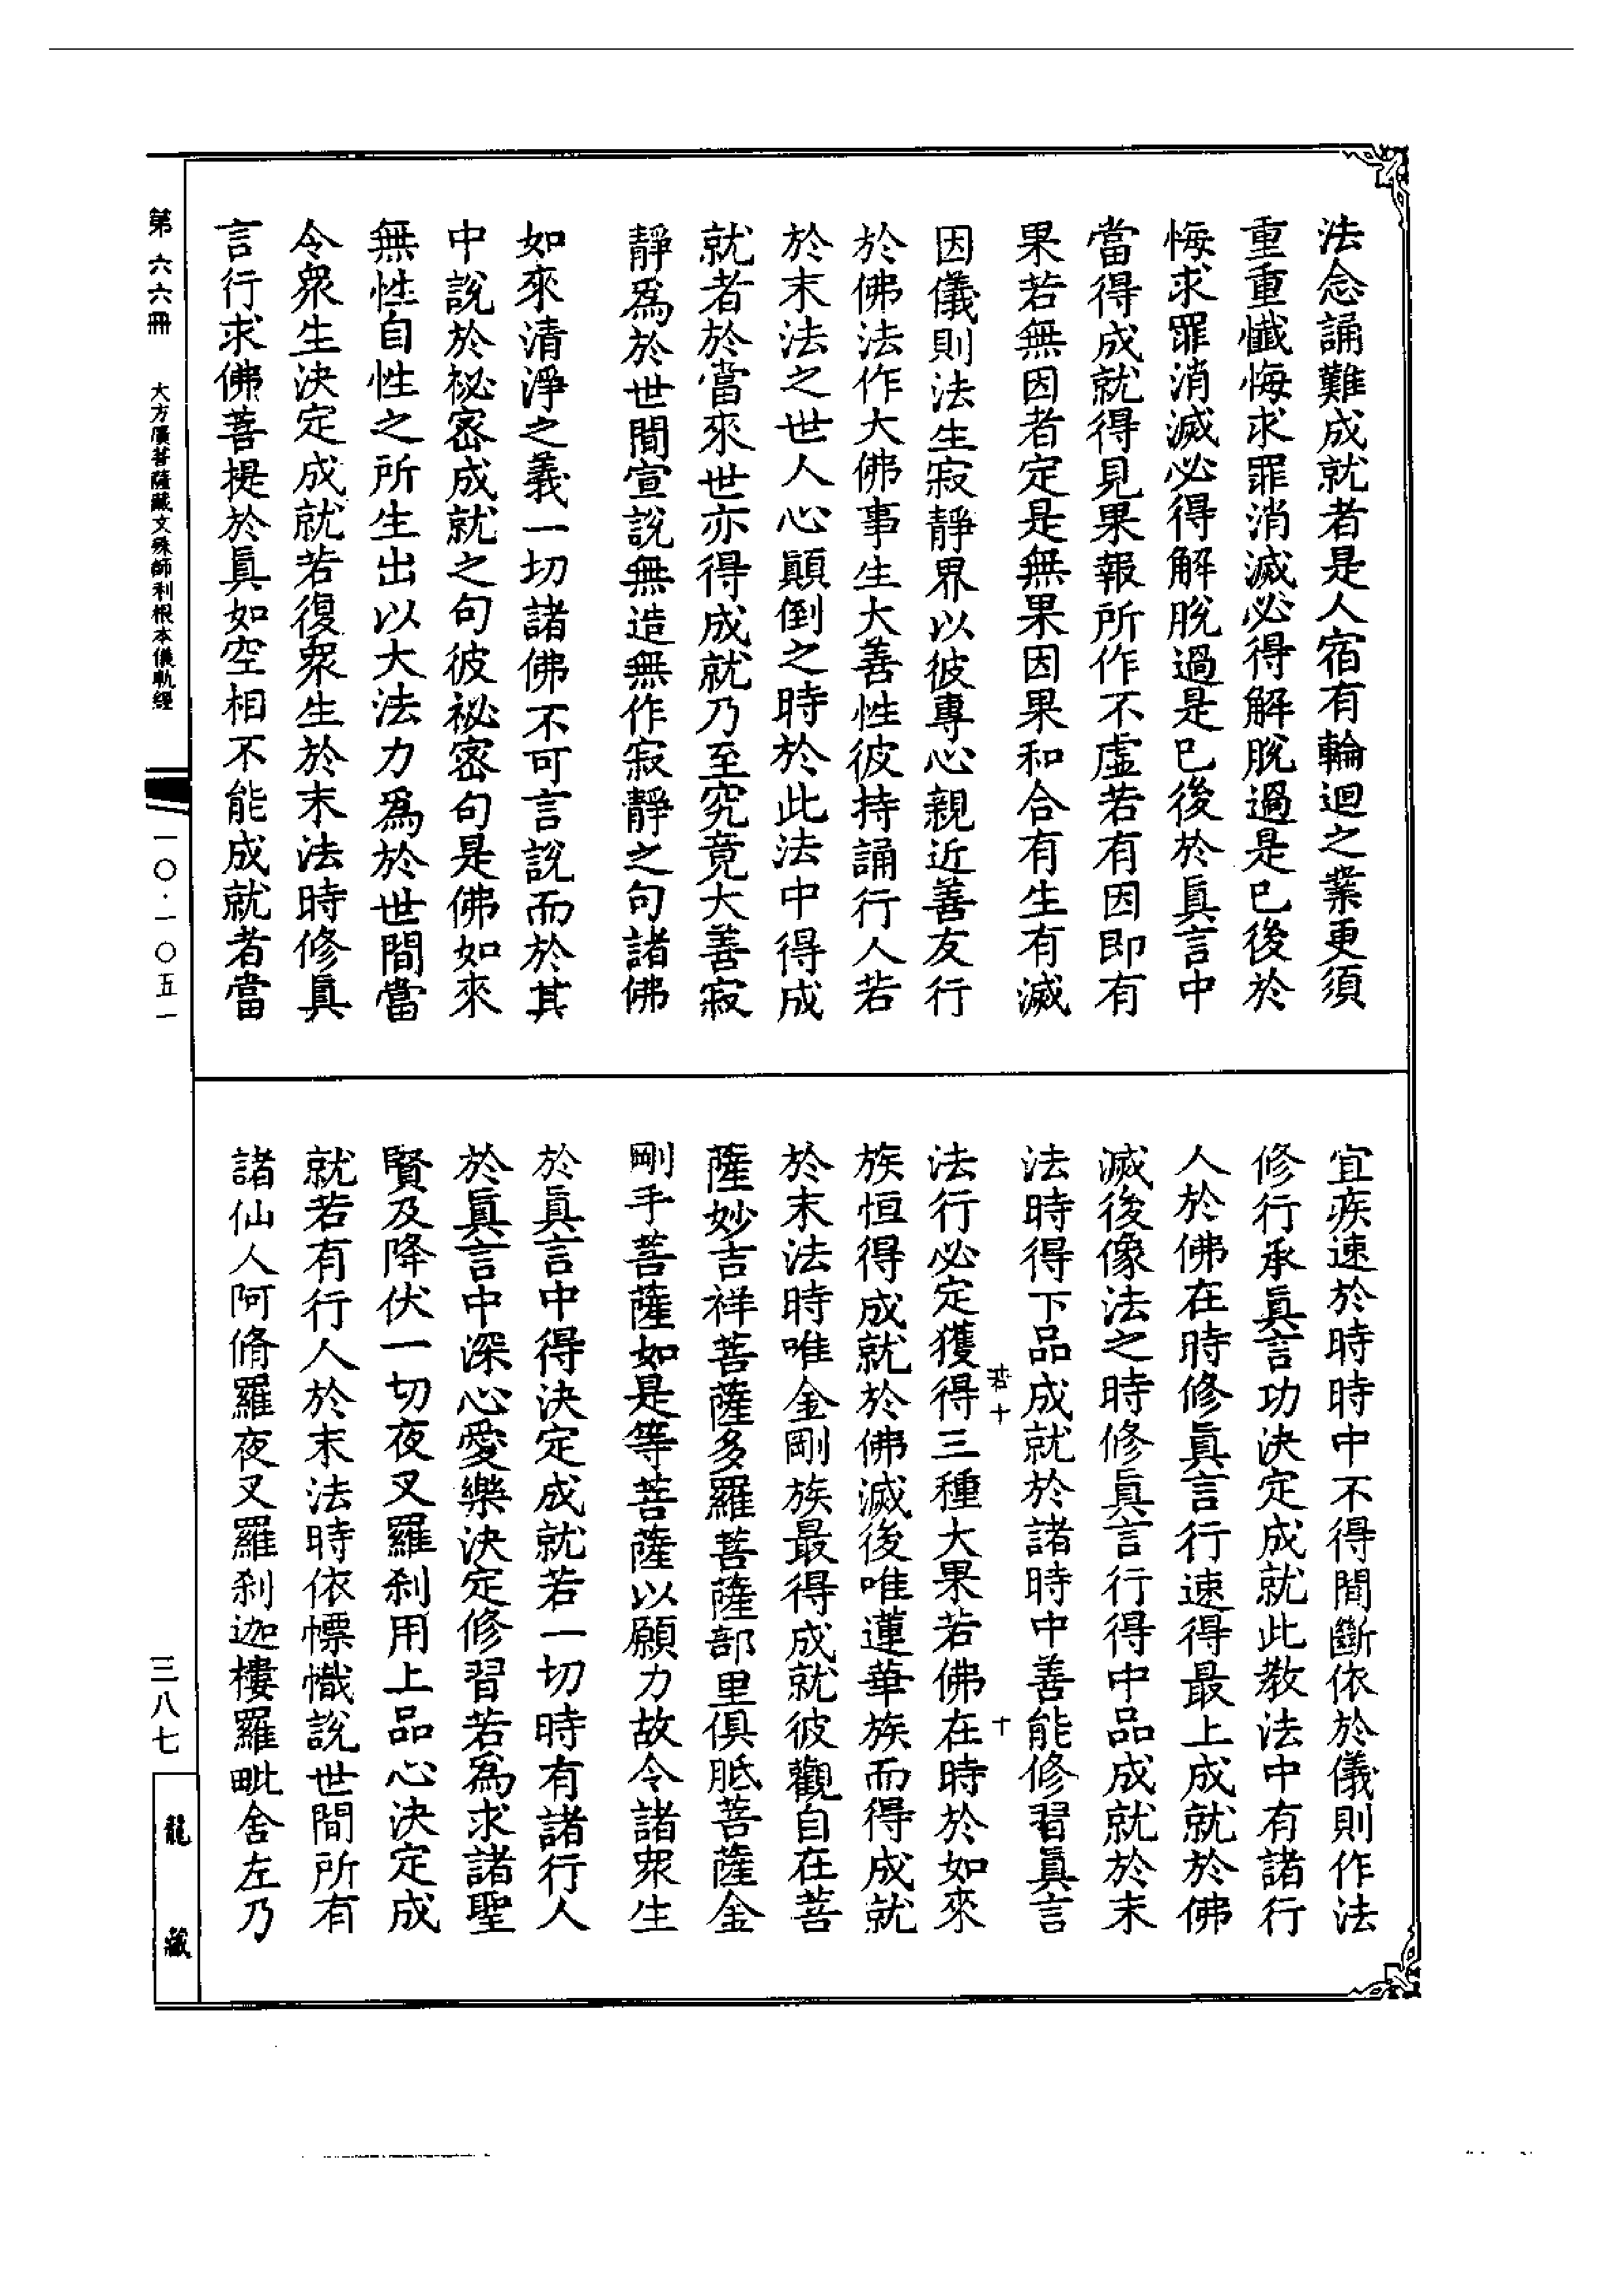 法念誦難成就者是人宿有輪迴之業更須
重重懺悔求罪消滅必得解脫過是已後於
悔求罪消滅必得解脫過是已後於真言中
當得成就得見果報所作不虛若有因即有
果若無因者定是無果因果和合有生有滅
因儀則法生寂靜界以彼專心親近善友行
於佛法作大佛事生大善性彼持誦行人若
於末法之世人心顛倒之時於此法中得成
就者於當來世亦得成就乃至究竟大善寂
靜為於世間宣說無造無作寂靜之句諸佛
如來清淨之義一切諸佛不可言說而於其
中說於祕密成就之句彼祕密句是佛如來
無性自性之所生出以大法力為於世間當
令眾生決定成就若復眾生於末法時修真
言行求佛菩提於真如空相不能成就者當
宜疾速於時時中不得間斷依於儀則作法
修行承真言功決定成就此教法中有諸行
人於佛在時修真言行速得最上成就於佛
滅後像法之時修真言行得中品成就於末
法時得下品成就於諸時中善能修習真言
若十 十
法行必定獲得三種大果若佛在時於如來
族恒得成就於佛滅後唯蓮華族而得成就
於末法時唯金剛族最得成就彼觀自在菩
薩妙吉祥菩薩多羅菩薩部里俱胝菩薩金
剛手菩薩如是等菩薩以願力故令諸眾生
於真言中得決定成就若一切時有諸行人
於真言中深心愛樂決定修習若為求諸聖
賢及降伏一切夜叉羅剎用上品心決定成
就若有行人於末法時依幖幟說世間所有
諸仙人阿脩羅夜叉羅剎迦樓羅毗舍左乃
第六六冊 大方廣菩薩藏文殊師利根本儀軌經
一〇·一〇五一
三八七
龍藏